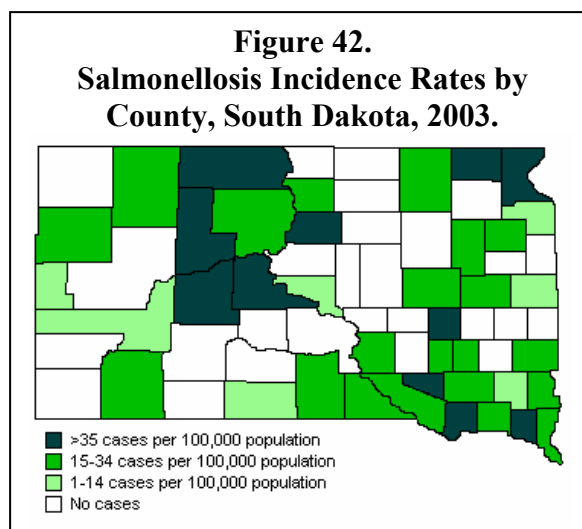 Figure 42.
Salmonellosis Incidence Rates by
County, South Dakota, 2003.
>35 cases per 100,000 population
15-34 cases per 100,000 population
1-14 cases per 100,000 population
No cases